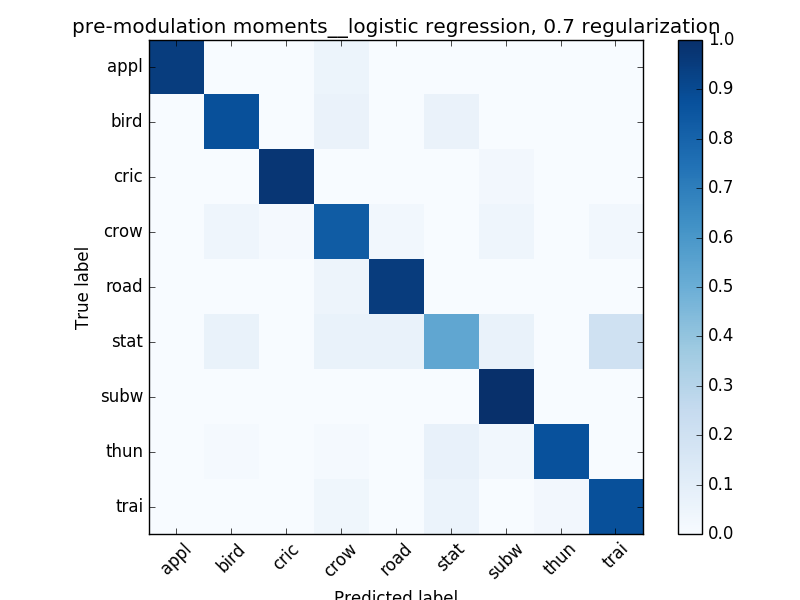 pre-modulation moments__logistic regression, 0.7 regularization
True label
appl
bird
cric
crow
road
stat
subw
thun
trai
appl bird cric crow road stat subw thun trai
Predicted label
1.0
0.9
0.8
0.7
0.6
0.5
0.4
0.3
0.2
0.1
0.0